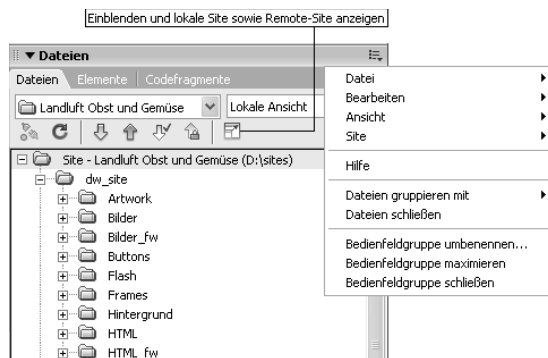 Einblenden und lokale Site sowie Remote-Site anzeigen
Dateien
Dateien Elemente Codefragmente
Landluft Obst und Gemüse Lokale Ansicht
Site - Landluft Obst und Gemüse (D:\sites)
dw_site
Artwork
Bilder
Bilder_fw
Buttons
Flash
Frames
Hintergrund
HTML
HTML_fw
Datei
Bearbeiten
Ansicht
Site
Hilfe
Dateien gruppieren mit
Dateien schließen
Bedienfeldgruppe umbenennen...
Bedienfeldgruppe maximieren
Bedienfeldgruppe schließen